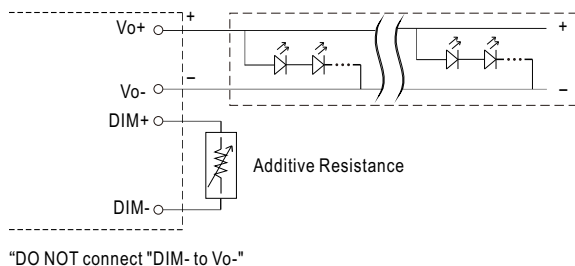 Vo+
+
+
−
Vo-
−
DIM+
Additive Resistance
DIM-
“DO NOT connect "DIM- to Vo-"